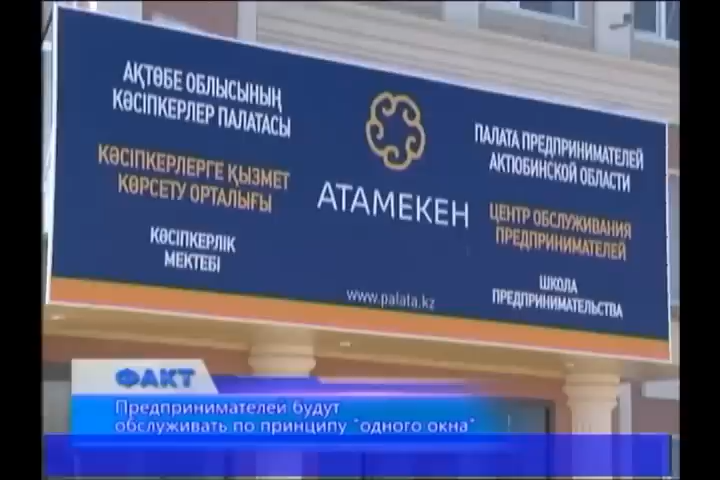 АҚТӨБЕ ОБЛЫСЫНЫҢ
КӘСІПКЕРЛЕР ПАЛАТАСЫ
КӘСІПКЕРЛЕРГЕ ҚЫЗМЕТ
КӨРСЕТУ ОРТАЛЫҒЫ
КӘСІПКЕРЛІК
МЕКТЕБІ
АТАМЕКЕН
www.palata.kz
ПАЛАТА ПРЕДПРИНИМАТЕЛЕЙ
АКТЮБИНСКОЙ ОБЛАСТИ
ЦЕНТР ОБСЛУЖИВАНИЯ
ПРЕДПРИНИМАТЕЛЕЙ
ШКОЛА
ПРЕДПРИНИМАТЕЛЬСТВА
ФАКТ
Предпринимателей будут
обслуживать по принципу "одного окна"